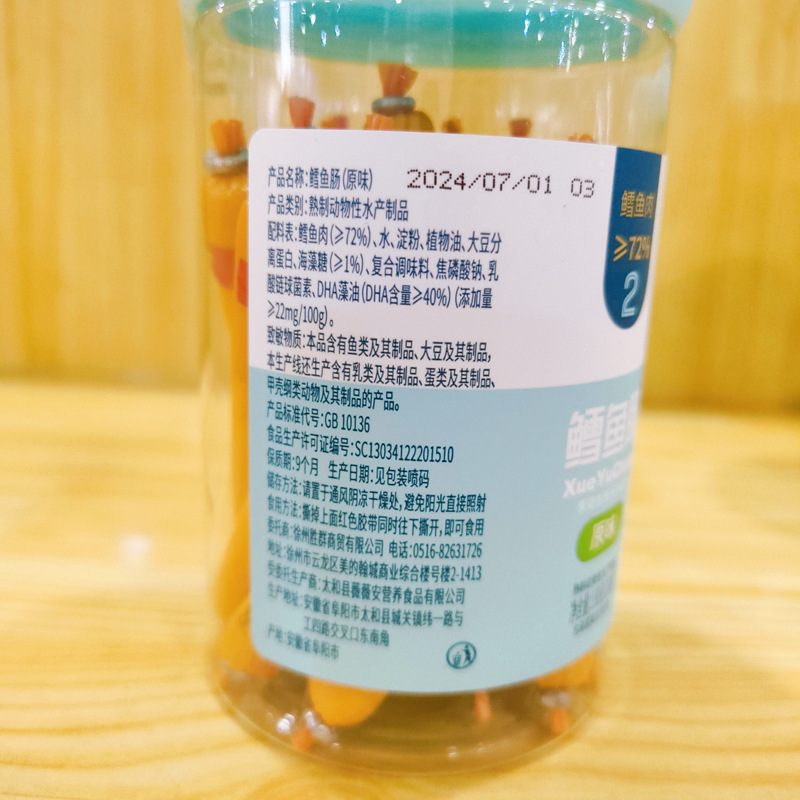 产品名称:鳕鱼肠(原味)
2024/07/01 03
产品类别:熟制动物性水产制品
配料表:鳕鱼肉(≥72%)、水、淀粉、植物油、大豆分
离蛋白、海藻糖(≥1%)、复合调味料、焦磷酸钠、乳
酸链球菌素、DHA藻油(DHA含量≥40%)(添加量
≥22mg/100g)。
致敏物质:本品含有鱼类及其制品、大豆及其制品,
本生产线还生产含有乳类及其制品、蛋类及其制品、
甲壳纲类动物及其制品的产品。
产品标准代号:GB 10136
食品生产许可证编号:SC13034122201510
保质期:9个月 生产日期:见包装喷码
储存方法:请置于通风阴凉干燥处,避免阳光直接照射
食用方法:撕掉上面红色胶带同时往下撕开,即可食用
委托商:徐州胜群商贸有限公司 电话:0516-82631726
地址:徐州市云龙区美的翰城商业综合楼号楼2-1413
受委托生产商:太和县薇薇安营养食品有限公司
生产地址:安徽省阜阳市太和县城关镇纬一路与
工四路交叉口东南角
产地:安徽省阜阳市
鳕鱼肉
≥72%
2
鳕鱼
XueYu
原味